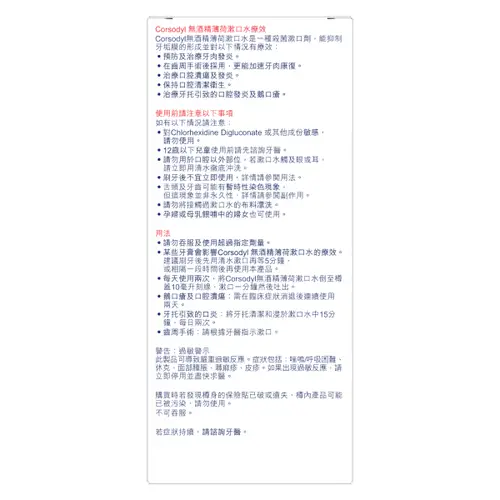 Corsodyl 無酒精薄荷漱口水療效
Corsodyl無酒精薄荷漱口水是一種殺菌漱口劑，能抑制
牙垢膜的形成並對以下情況有療效：
• 預防及治療牙肉發炎。
• 在齒周手術後採用，更能加速牙肉康復。
• 治療口腔潰瘍及發炎。
• 保持口腔清潔衛生。
• 治療牙托引致的口腔發炎及鵝口瘡。
使用前請注意以下事項
如有以下情況請注意：
• 對Chlorhexidine Digluconate 或其他成份敏感，
請勿使用。
• 12歲以下兒童使用前請先諮詢牙醫。
• 請勿用於口腔以外部位，若漱口水觸及眼或耳，
請立即用清水徹底沖洗。
• 刷牙後不宜立即使用，詳情請參閱用法。
• 舌頭及牙齒可能有暫時性染色現象，
但這現象並非永久性，詳情請參閱副作用。
• 請勿將接觸過漱口水的布料漂洗。
• 孕婦或母乳餵哺中的婦女也可使用。
用法
• 請勿吞服及使用超過指定劑量。
• 某些牙膏會影響Corsodyl 無酒精薄荷漱口水的療效。
建議刷牙後先用清水漱口再等5分鐘，
或相隔一段時間後再使用本產品。
• 每天使用兩次，將Corsodyl無酒精薄荷漱口水倒至樽
蓋10毫升刻線，漱口一分鐘然後吐出。
• 鵝口瘡及口腔潰瘍：需在臨床症狀消退後連續使用
兩天。
• 牙托引致的口炎：將牙托清潔和浸於漱口水中15分
鐘，每日兩次。
• 齒周手術：請根據牙醫指示漱口。
警告：過敏警示
此製品可導致嚴重過敏反應。症狀包括：喘鳴/呼吸困難、
休克、面部腫脹、蕁麻疹、皮疹。如果出現過敏反應，請
立即停用並盡快求醫。
購買時若發現樽身的保險貼已破或遺失，樽內產品可能
已被污染，請勿使用。
不可吞服。
若症狀持續，請諮詢牙醫。